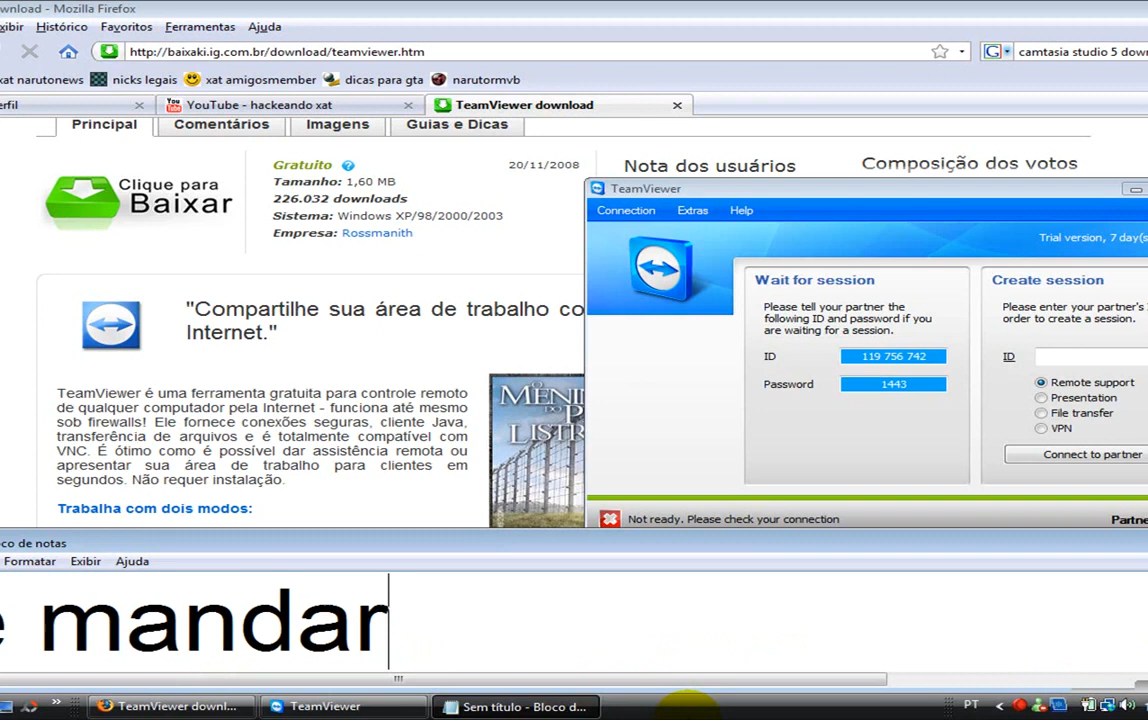 wnload - Mozilla Firefox
xibir Histórico Favoritos Ferramentas Ajuda
http://baixaki.ig.com.br/download/teamviewer.htm
G camtasia studio 5 down
xat narutonews nicks legais xat amigosmember dicas para gta narutormvb
erfil YouTube - hackeando xat TeamViewer download
Principal Comentários Imagens Guias e Dicas
Clique para
Baixar
Gratuito ? 20/11/2008
Tamanho: 1,60 MB
226.032 downloads
Sistema: Windows XP/98/2000/2003
Empresa: Rossmanith
Nota dos usuários Composição dos votos
"Compartilhe sua área de trabalho co
Internet."
TeamViewer é uma ferramenta gratuita para controle remoto
de qualquer computador pela Internet - funciona até mesmo
sob firewalls! Ele fornece conexões seguras, cliente Java,
transferência de arquivos e é totalmente compatível com
VNC. É ótimo como é possível dar assistência remota ou
apresentar sua área de trabalho para clientes em
segundos. Não requer instalação.
Trabalha com dois modos:
O MENIN
DO P
LISTR
TeamViewer
Connection Extras Help
Trial version, 7 day(s
Wait for session
Please tell your partner the
following ID and password if you
are waiting for a session.
ID 119 756 742
Password 1443
Create session
Please enter your partner's
order to create a session.
ID
Remote support
Presentation
File transfer
VPN
Connect to partner
Not ready. Please check your connection
Partne
oco de notas
Formatar Exibir Ajuda
e mandar
TeamViewer downl... TeamViewer Sem título - Bloco d... PT